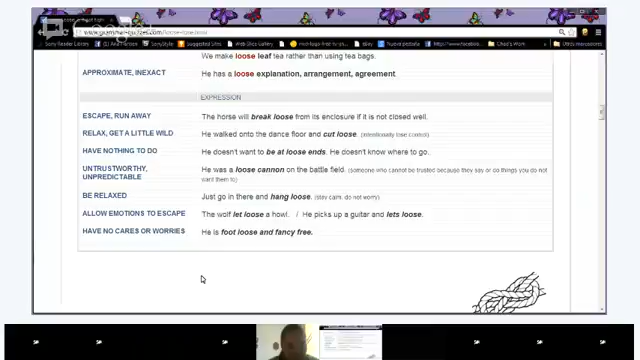 We make loose leaf tea rather than using tea bags.
APPROXIMATE, INEXACT
He has a loose explanation, arrangement, agreement.
EXPRESSION
ESCAPE, RUN AWAY
The horse will break loose from its enclosure if it is not closed well.
RELAX, GET A LITTLE WILD
He walked onto the dance floor and cut loose. (intentionally lose control)
HAVE NOTHING TO DO
He doesn't want to be at loose ends. He doesn't know where to go.
UNTRUSTWORTHY, UNPREDICTABLE
He was a loose cannon on the battle field. (someone who cannot be trusted because they say or do things you do not want them to)
BE RELAXED
Just go in there and hang loose. (stay calm, do not worry)
ALLOW EMOTIONS TO ESCAPE
The wolf let loose a howl. / He picks up a guitar and lets loose.
HAVE NO CARES OR WORRIES
He is foot loose and fancy free.